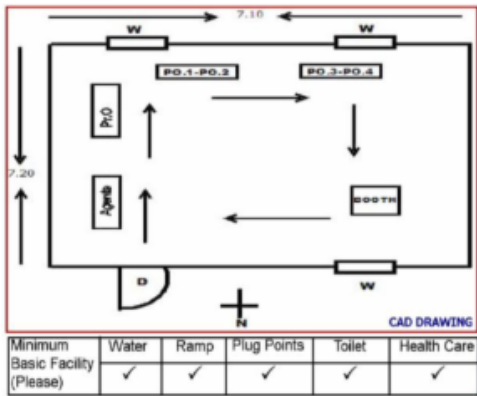 7.10
W W
PO.1-PO.2 PO.3-PO.4
Pr.O
7.20
Agents
BOOTH
D
W
N
CAD DRAWING
Minimum Basic Facility (Please) Water Ramp Plug Points Toilet Health Care
✓ ✓ ✓ ✓ ✓